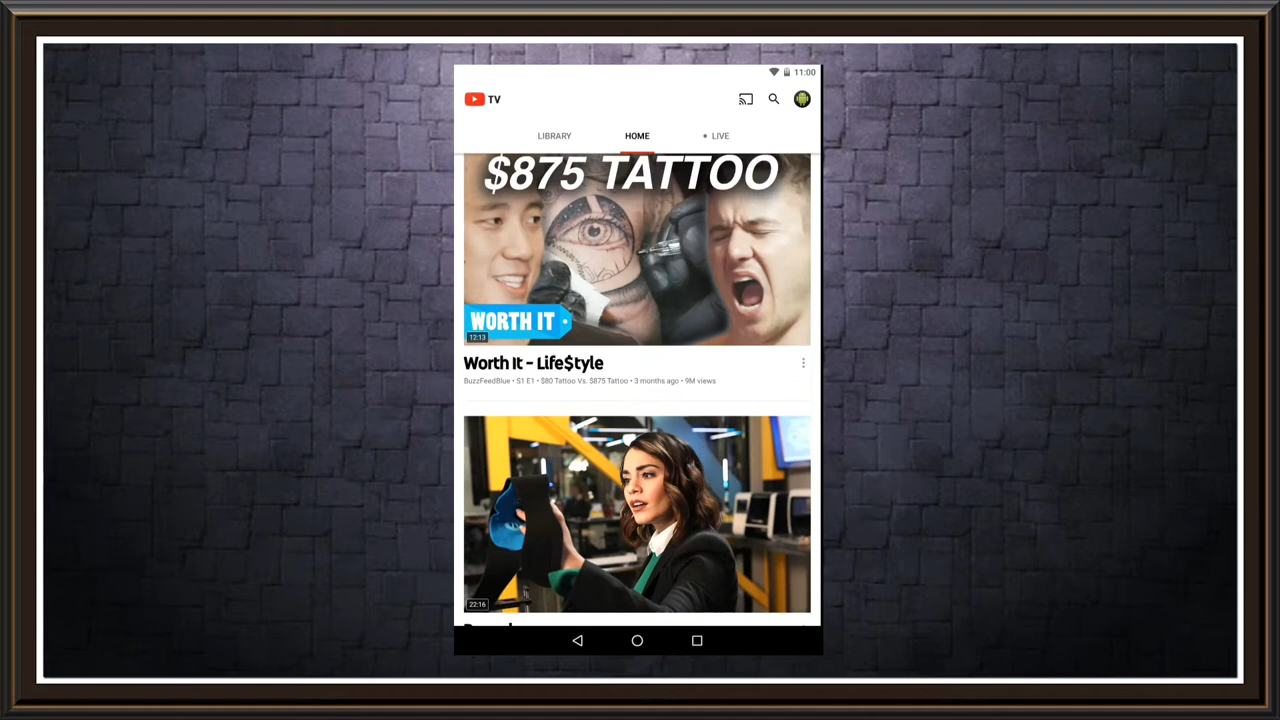 11:00
TV
LIBRARY HOME LIVE
$875 TATTOO
WORTH IT
12:13
Worth It - Life$tyle
BuzzFeedBlue • S1 E1 • $80 Tattoo Vs. $875 Tattoo • 3 months ago • 9M views
22:16